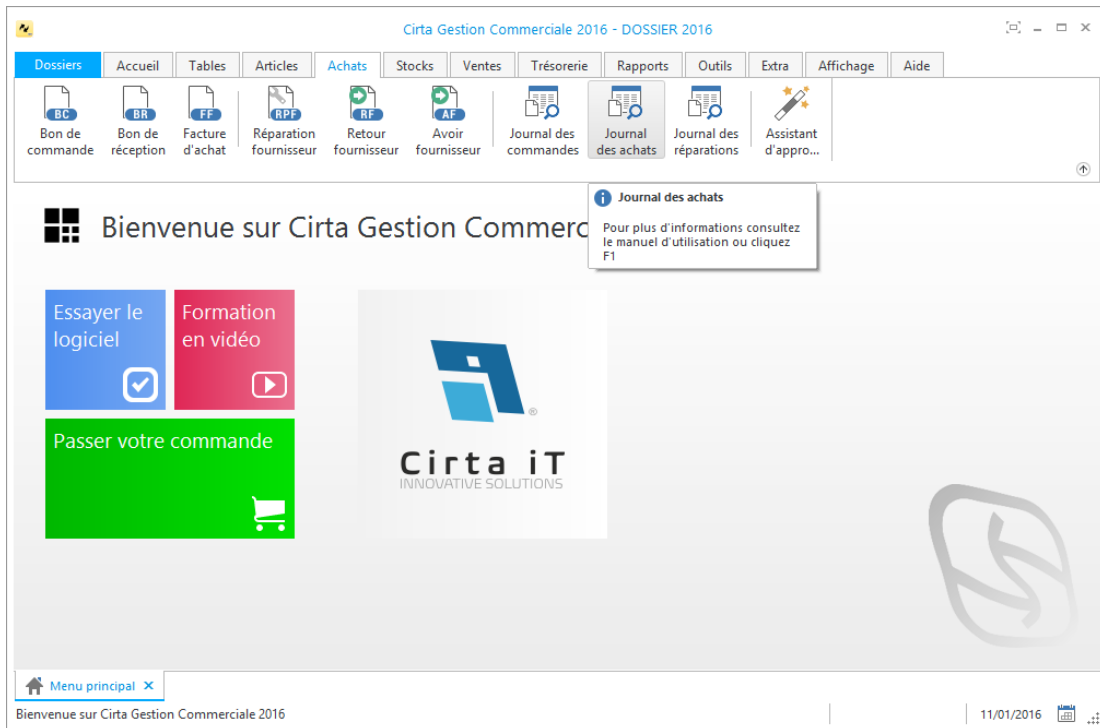 Cirta Gestion Commerciale 2016 - DOSSIER 2016
Dossiers Accueil Tables Articles Achats Stocks Ventes Trésorerie Rapports Outils Extra Affichage Aide
BC BR FF RPF RF AF
Bon de commande
Bon de réception
Facture d'achat
Réparation fournisseur
Retour fournisseur
Avoir fournisseur
Journal des commandes
Journal des achats
Journal des réparations
Assistant d'appro...
i Journal des achats
Pour plus d'informations consultez
le manuel d'utilisation ou cliquez
F1
Bienvenue sur Cirta Gestion Commerc
Essayer le
logiciel
Formation
en vidéo
Passer votre commande
®
Cirta iT
INNOVATIVE SOLUTIONS
Menu principal
Bienvenue sur Cirta Gestion Commerciale 2016
11/01/2016